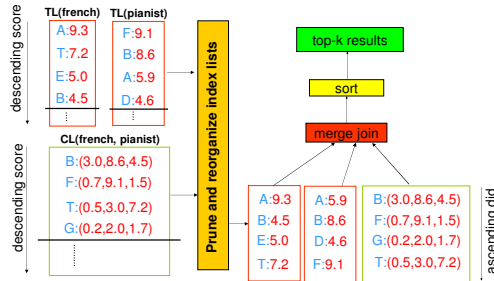 TL(french)
TL(pianist)
descending score
A:9.3
T:7.2
E:5.0
B:4.5
⋮
F:9.1
B:8.6
A:5.9
D:4.6
⋮
CL(french, pianist)
descending score
B:(3.0,8.6,4.5)
F:(0.7,9.1,1.5)
T:(0.5,3.0,7.2)
G:(0.2,2.0,1.7)
⋮
Prune and reorganize index lists
top-k results
sort
merge join
A:9.3
B:4.5
E:5.0
T:7.2
A:5.9
B:8.6
D:4.6
F:9.1
B:(3.0,8.6,4.5)
F:(0.7,9.1,1.5)
G:(0.2,2.0,1.7)
T:(0.5,3.0,7.2)
ascending did